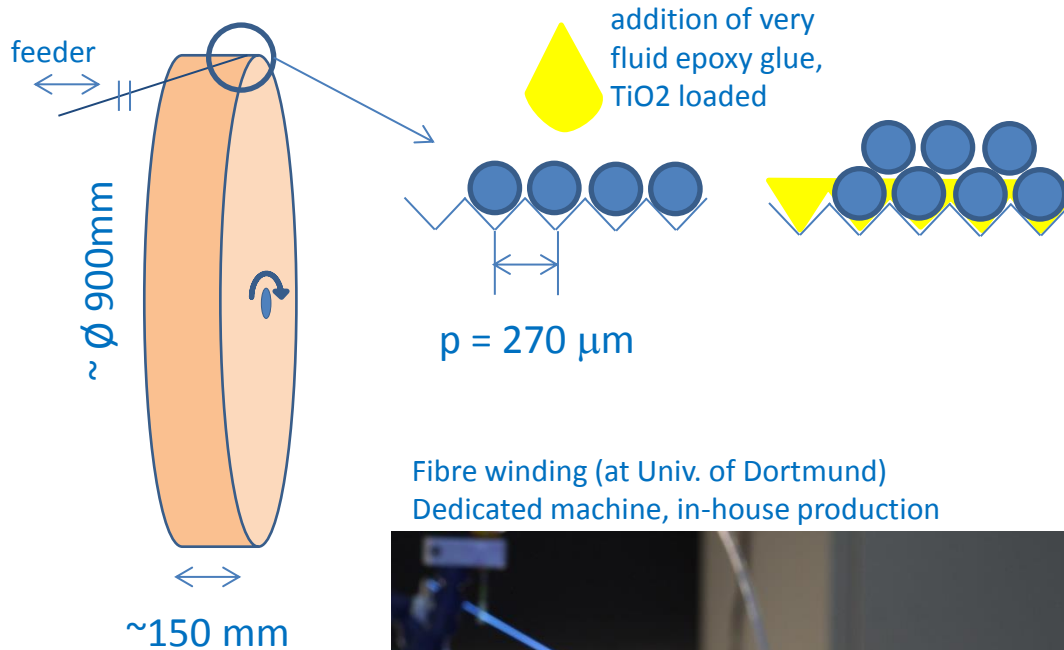 feeder
addition of very
fluid epoxy glue,
TiO2 loaded
~ Ø 900mm
p = 270 μm
Fibre winding (at Univ. of Dortmund)
Dedicated machine, in-house production
~150 mm